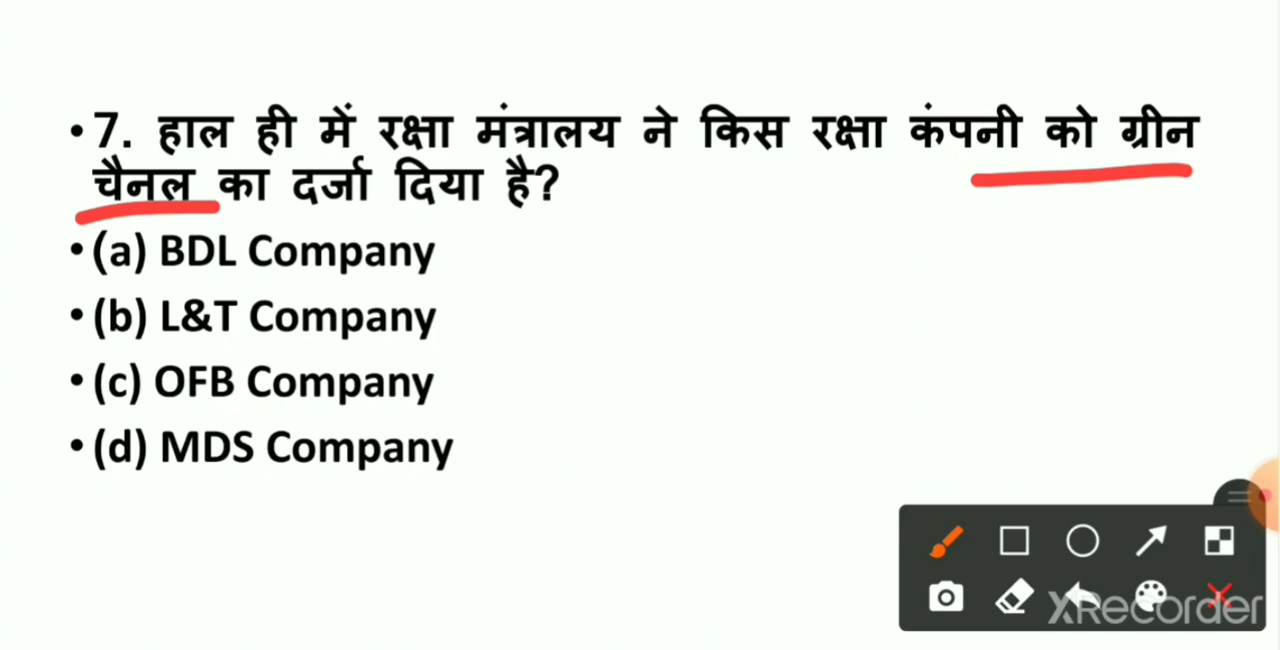 •7. हाल ही में रक्षा मंत्रालय ने किस रक्षा कंपनी को ग्रीन
चैनल का दर्जा दिया है?
•(a) BDL Company
•(b) L&T Company
•(c) OFB Company
•(d) MDS Company
XRecorder